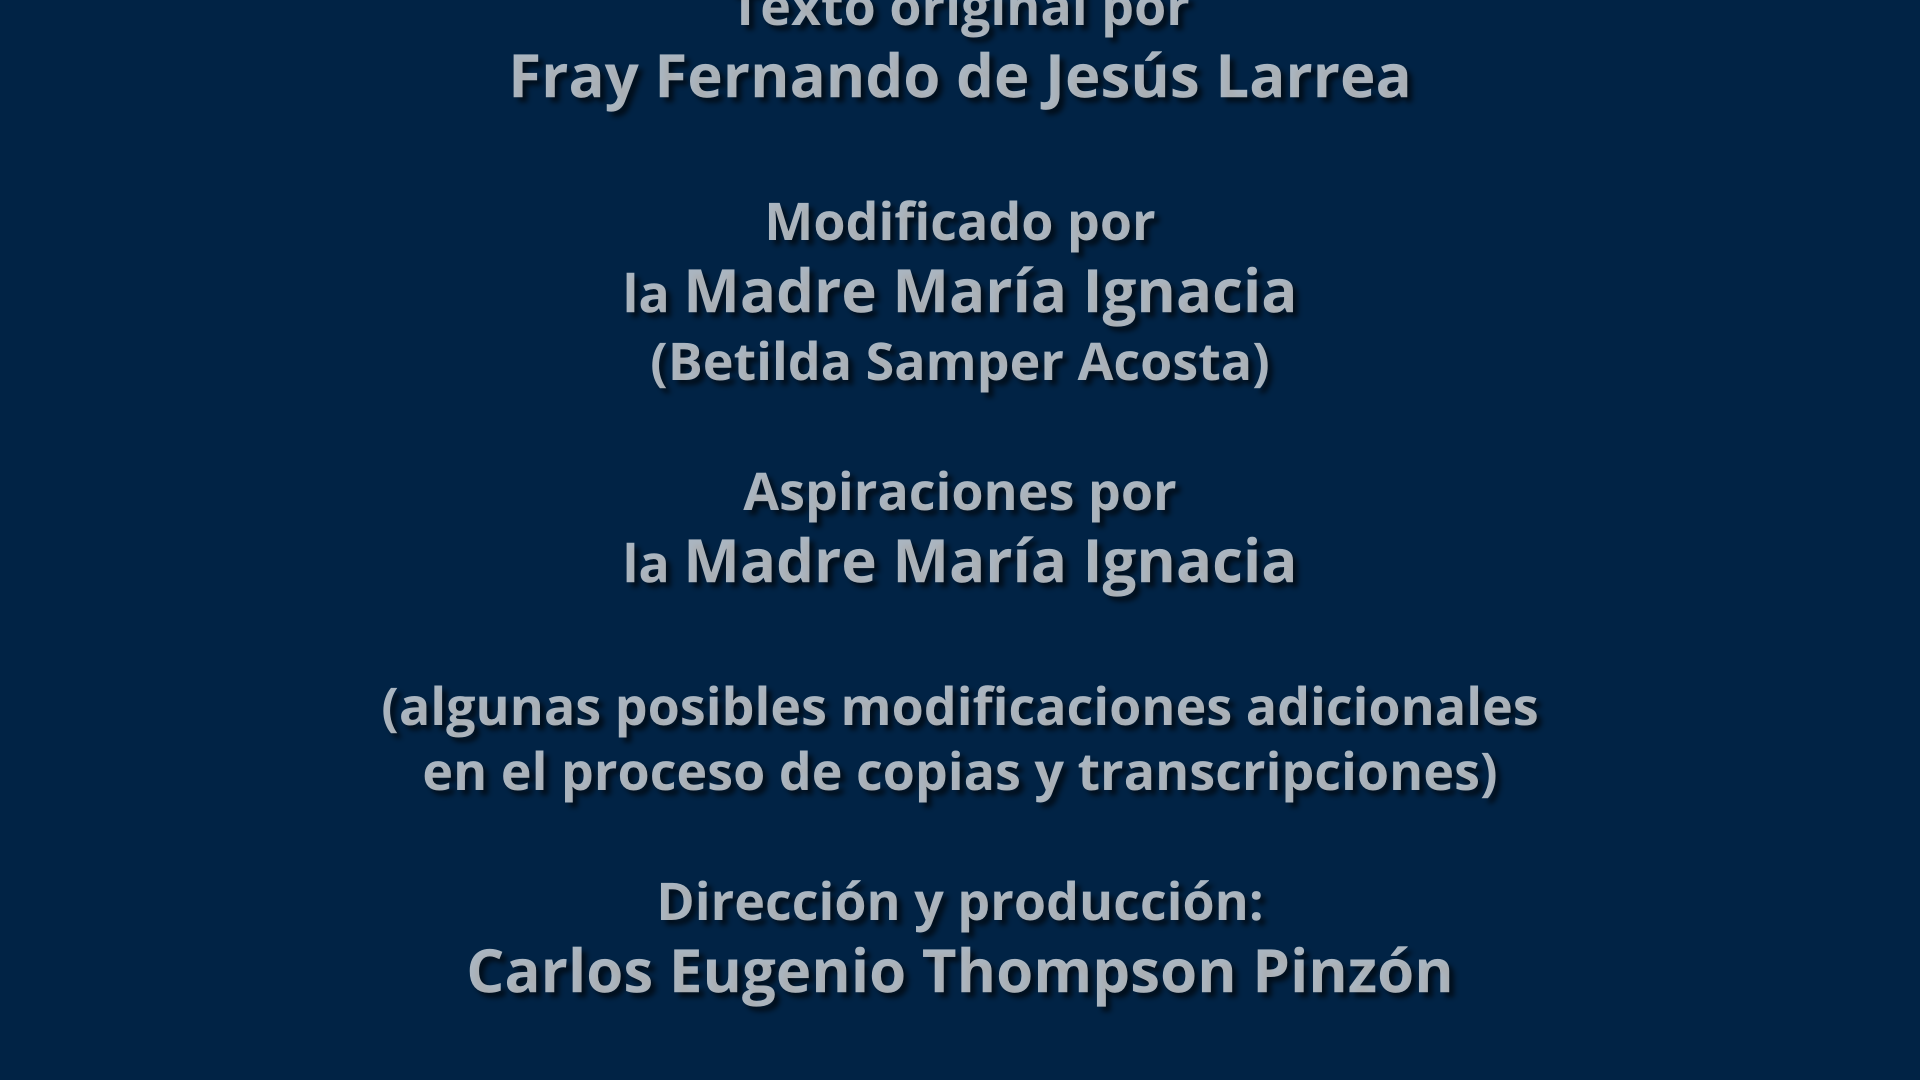 Texto original por
Fray Fernando de Jesús Larrea
Modificado por
la Madre María Ignacia
(Betilda Samper Acosta)
Aspiraciones por
la Madre María Ignacia
(algunas posibles modificaciones adicionales
en el proceso de copias y transcripciones)
Dirección y producción:
Carlos Eugenio Thompson Pinzón